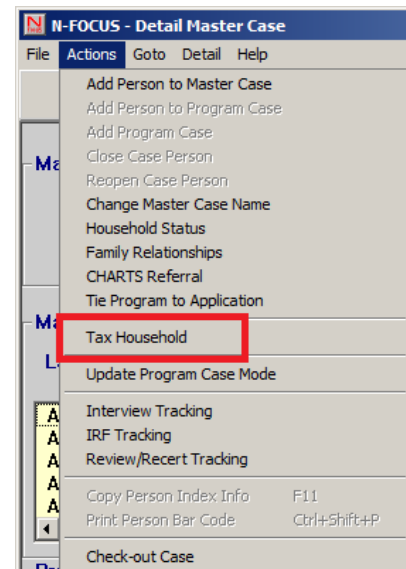 N-FOCUS - Detail Master Case
File Actions Goto Detail Help
Add Person to Master Case
Add Person to Program Case
Add Program Case
Close Case Person
Reopen Case Person
Change Master Case Name
Household Status
Family Relationships
CHARTS Referral
Tie Program to Application
Tax Household
Update Program Case Mode
Interview Tracking
IRF Tracking
Review/Recert Tracking
Copy Person Index Info F11
Print Person Bar Code Ctrl+Shift+P
Check-out Case